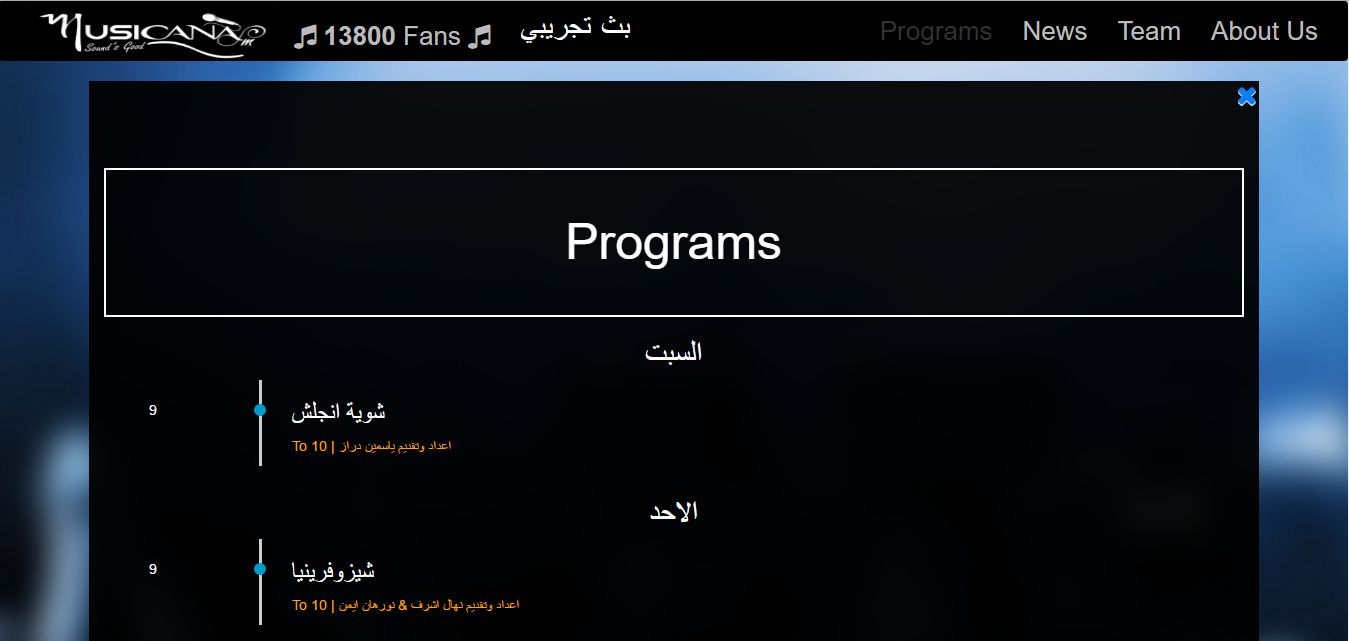 MUSICANA fm
Sound's Good
13800 Fans
بث تجريبي
Programs
News
Team
About Us
Programs
السبت
9
شوية انجلش
To 10 | اعداد وتقديم ياسمين دراز
الاحد
9
شيزوفرينيا
To 10 | اعداد وتقديم نهال اشرف & نورهان ايمن